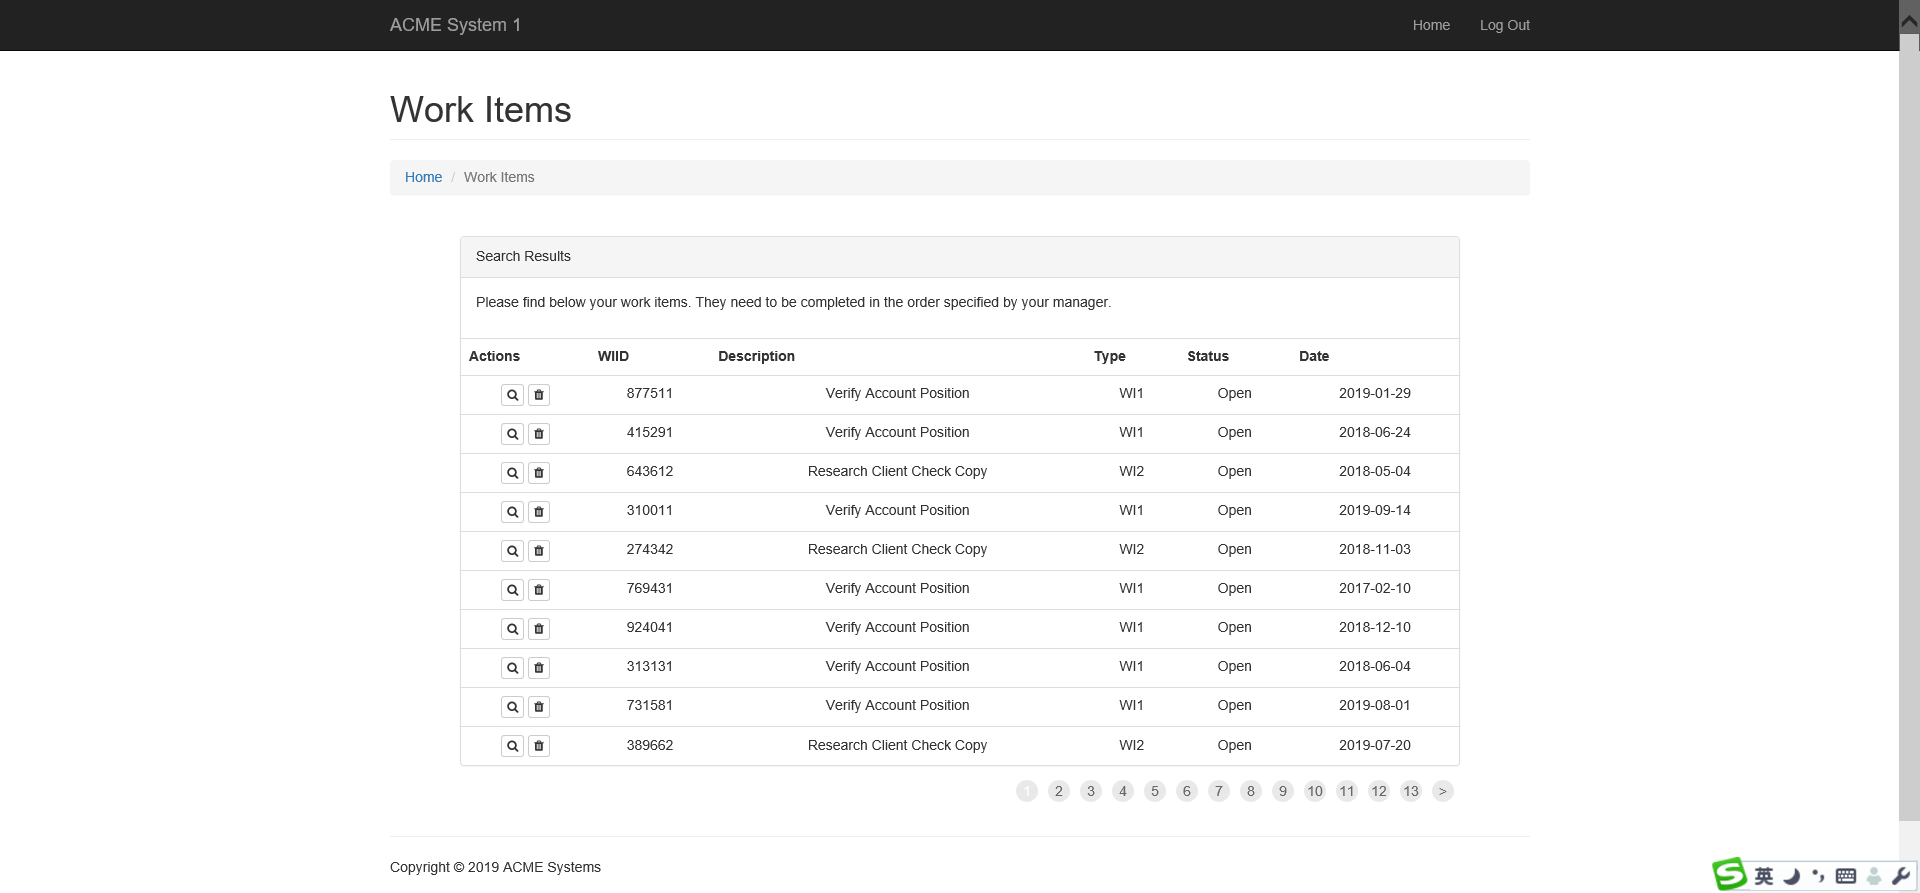 ACME System 1 Home Log Out
Work Items
Home / Work Items
Search Results
Please find below your work items. They need to be completed in the order specified by your manager.
Actions WIID Description Type Status Date
877511 Verify Account Position WI1 Open 2019-01-29
415291 Verify Account Position WI1 Open 2018-06-24
643612 Research Client Check Copy WI2 Open 2018-05-04
310011 Verify Account Position WI1 Open 2019-09-14
274342 Research Client Check Copy WI2 Open 2018-11-03
769431 Verify Account Position WI1 Open 2017-02-10
924041 Verify Account Position WI1 Open 2018-12-10
313131 Verify Account Position WI1 Open 2018-06-04
731581 Verify Account Position WI1 Open 2019-08-01
389662 Research Client Check Copy WI2 Open 2019-07-20
1 2 3 4 5 6 7 8 9 10 11 12 13 >
Copyright © 2019 ACME Systems
S 英